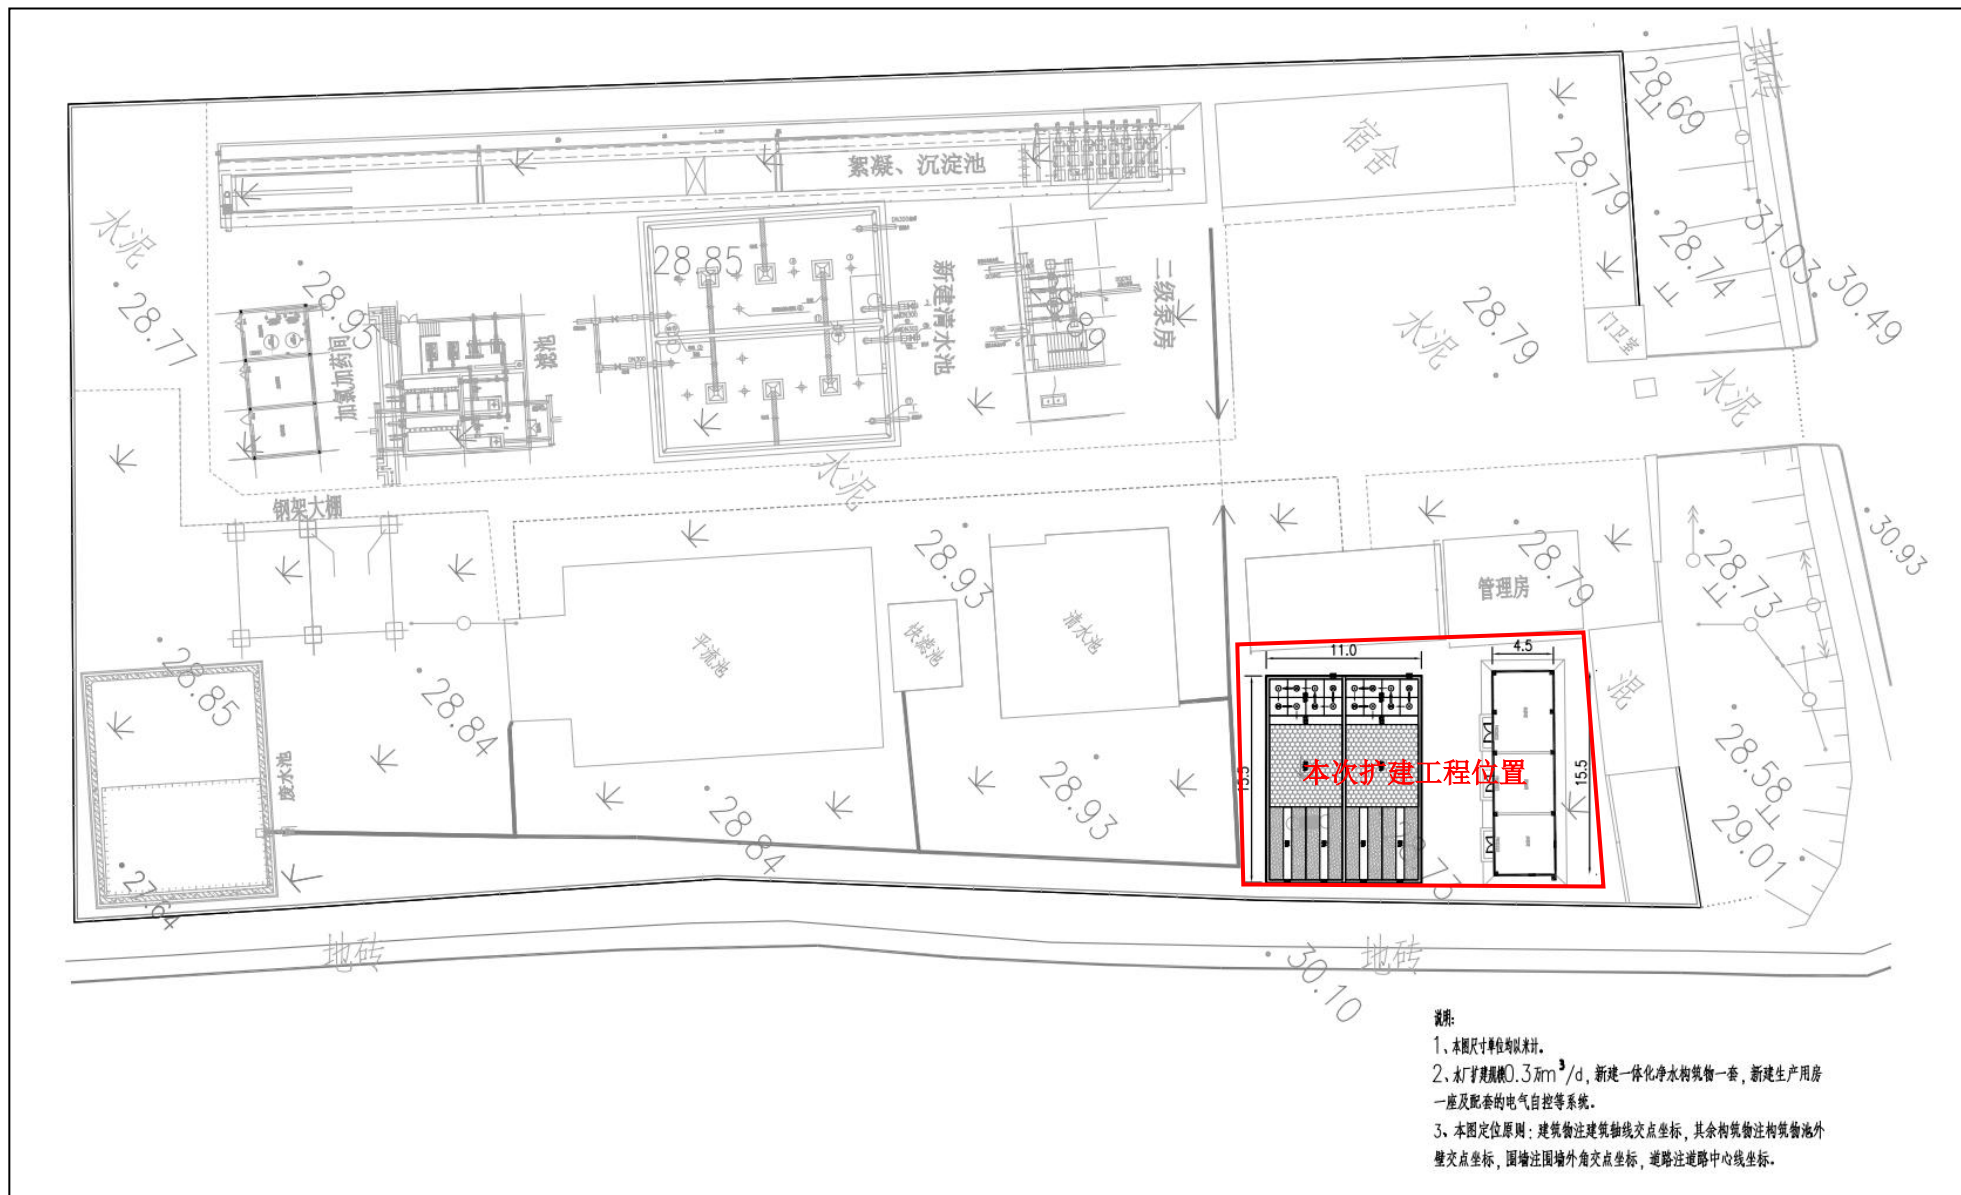 地砖
28.69
宿舍
28.79
絮凝、沉淀池
水泥
28.74
31.03
30.49
28.85
新建清水池
二级泵房
28.95
28.77
28.79
水泥
门卫室
加氯加药间
滤池
DN200
水泥
水泥
钢架大棚
28.93
28.79
管理房
28.73
30.93
平流池
快滤池
清水池
11.0
4.5
28.85
28.84
混
28.58
废水池
28.93
15.5
本次扩建工程位置
15.5
28.84
29.01
27.64
地砖
地砖
30.10
说明:
1、本图尺寸单位均以米计。
2、水厂扩建规模0.3万m³/d，新建一体化净水构筑物一套，新建生产用房
一座及配套的电气自控等系统。
3、本图定位原则：建筑物注建筑轴线交点坐标，其余构筑物注构筑物池外
壁交点坐标，围墙注围墙外角交点坐标，道路注道路中心线坐标。